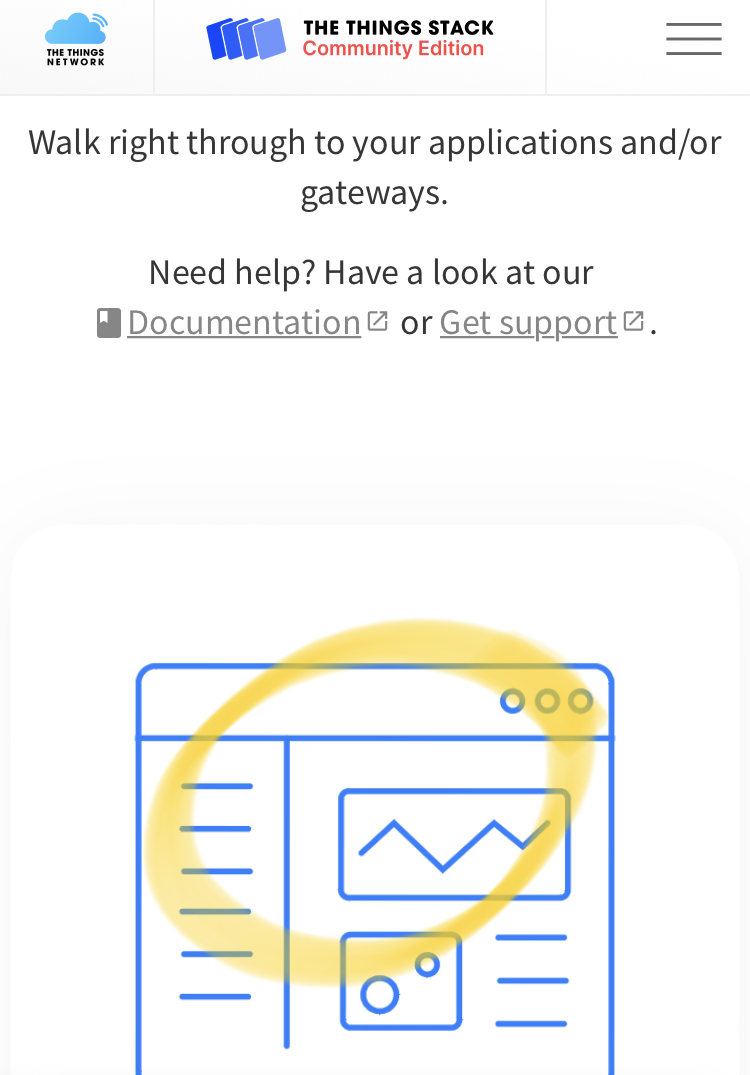 THE THINGS
NETWORK
THE THINGS STACK
Community Edition
Walk right through to your applications and/or
gateways.
Need help? Have a look at our
Documentation or Get support.